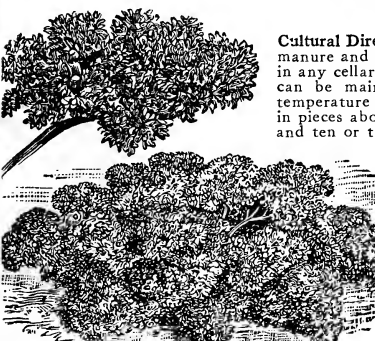 Cultural Dire
manure and
in any cellar
can be main
temperature
in pieces abo
and ten or t